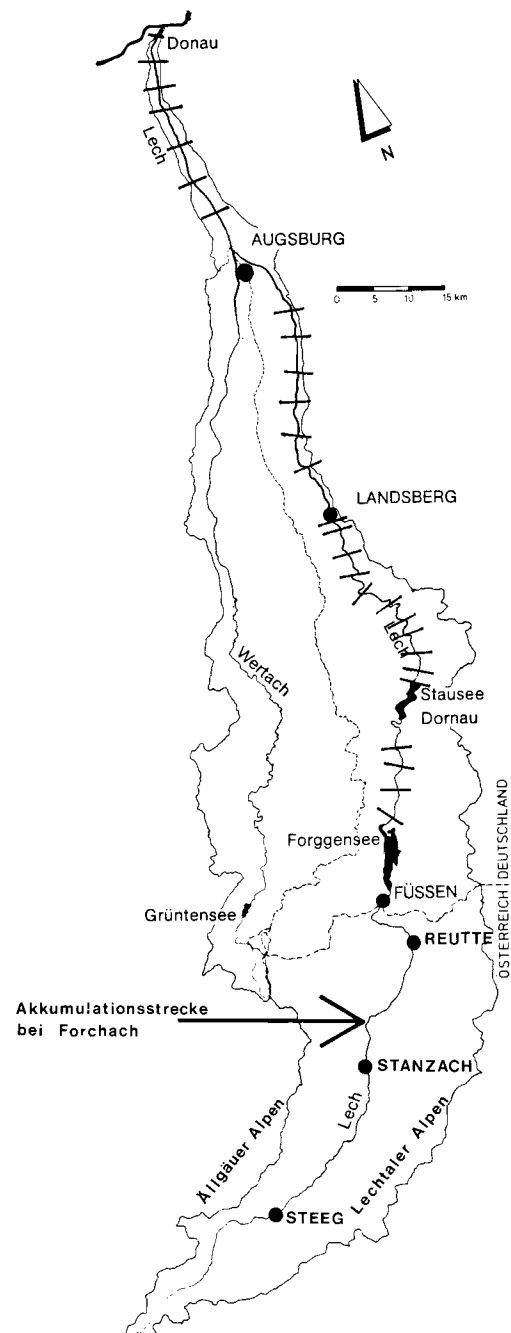 Donau
Lech
N
AUGSBURG
0 5 10 15 km
LANDSBERG
Lech
Wertach
Stausee
Dornau
ÖSTERREICH DEUTSCHLAND
Forggensee
FÜSSEN
Grüntensee
REUTTE
Akkumulationsstrecke
bei Forchach
STANZACH
Lech
Ällgäuer Alpen
Lechtaler Alpen
STEEG